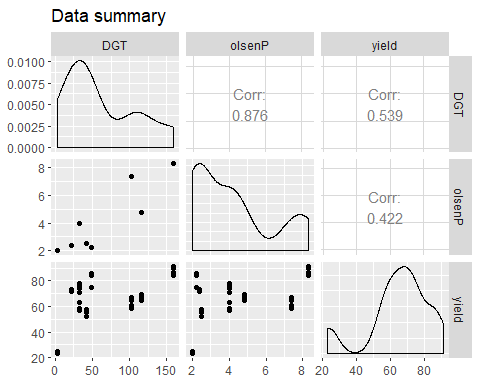 Data summary
DGT olsenP yield
0.0100
0.0075
0.0050
0.0025
0.0000
Corr:
0.876
Corr:
0.539
DGT
8
6
4
2
Corr:
0.422
olsenP
80
60
40
20
yield
0 50 100 150 2 4 6 8 20 40 60 80